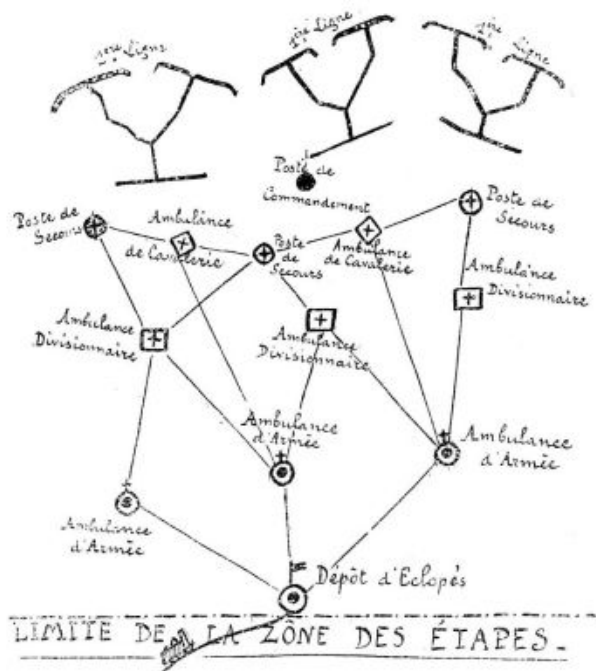 1ère Ligne
1ère Ligne
1ère Ligne
Poste de
Commandement
Poste de
Secours
Ambulance
de Cavalerie
Poste
de
Secours
Ambulance
de Cavalerie
Poste de
Secours
Ambulance
Divisionnaire
Ambulance
Divisionnaire
Ambulance
Divisionnaire
Ambulance
d'Armée
Ambulance
d'Armée
Ambulance
d'Armée
Dépôt d'Eclopés
LIMITE DE LA ZÔNE DES ÉTAPES.